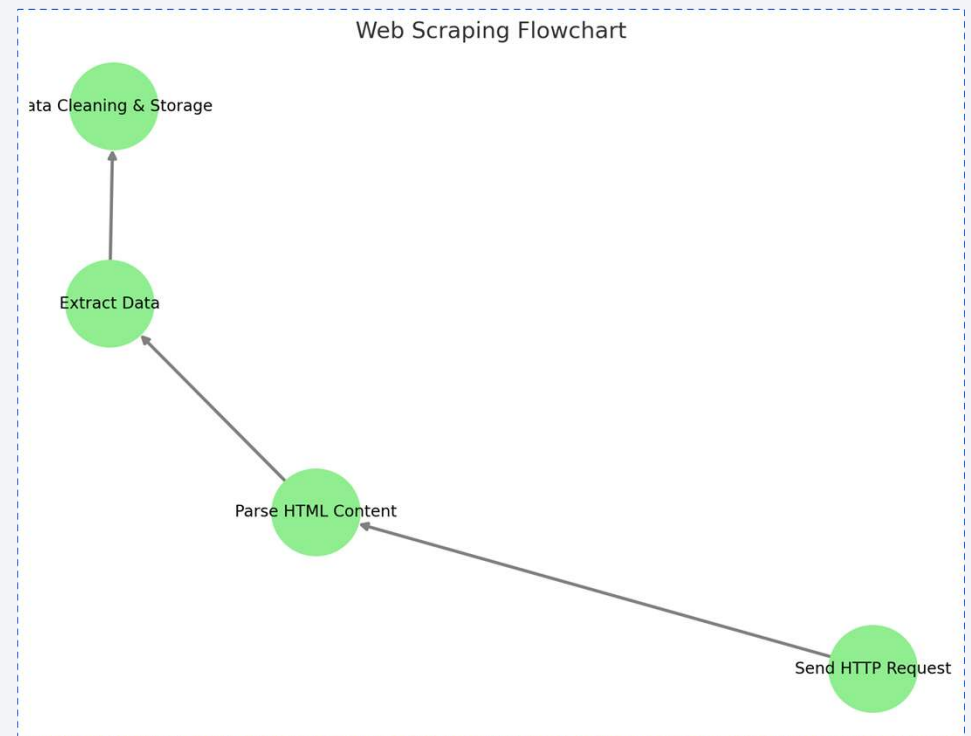 Web Scraping Flowchart
ata Cleaning & Storage
Extract Data
Parse HTML Content
Send HTTP Request